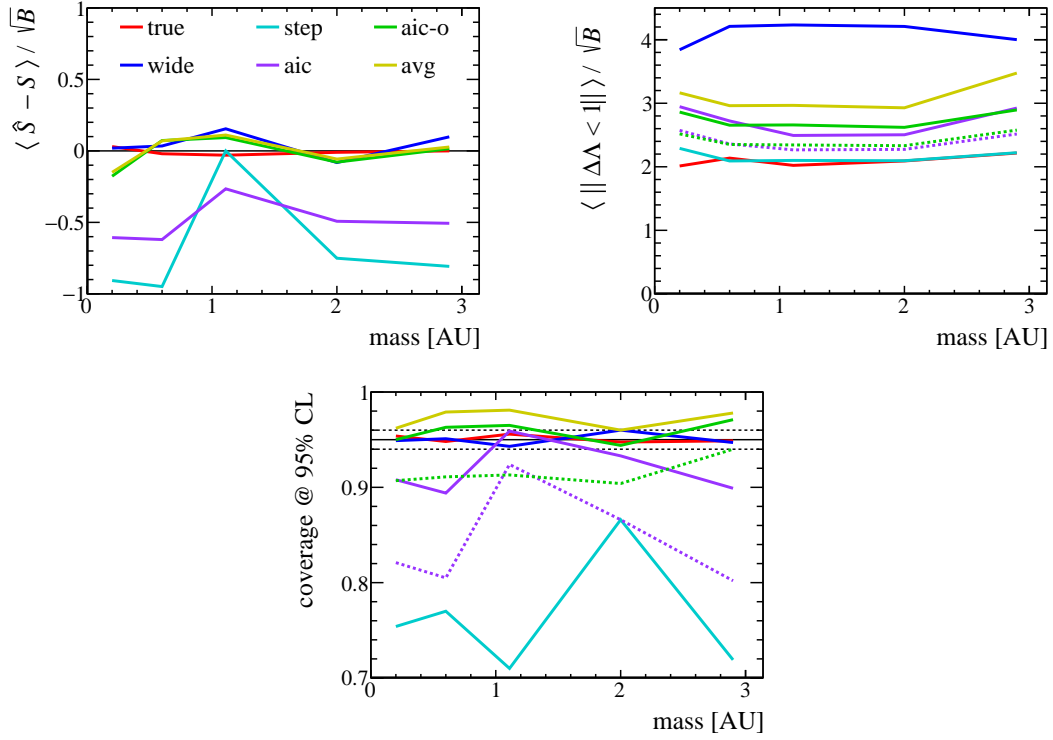 ⟨ Ŝ − S ⟩ / √B
1
0.5
0
−0.5
−1
true
step
aic-o
wide
aic
avg
0
1
2
3
mass [AU]
⟨ || ΔΛ < 1|| ⟩ / √B
4
3
2
1
0
0
1
2
3
mass [AU]
coverage @ 95% CL
1
0.9
0.8
0.7
0
1
2
3
mass [AU]